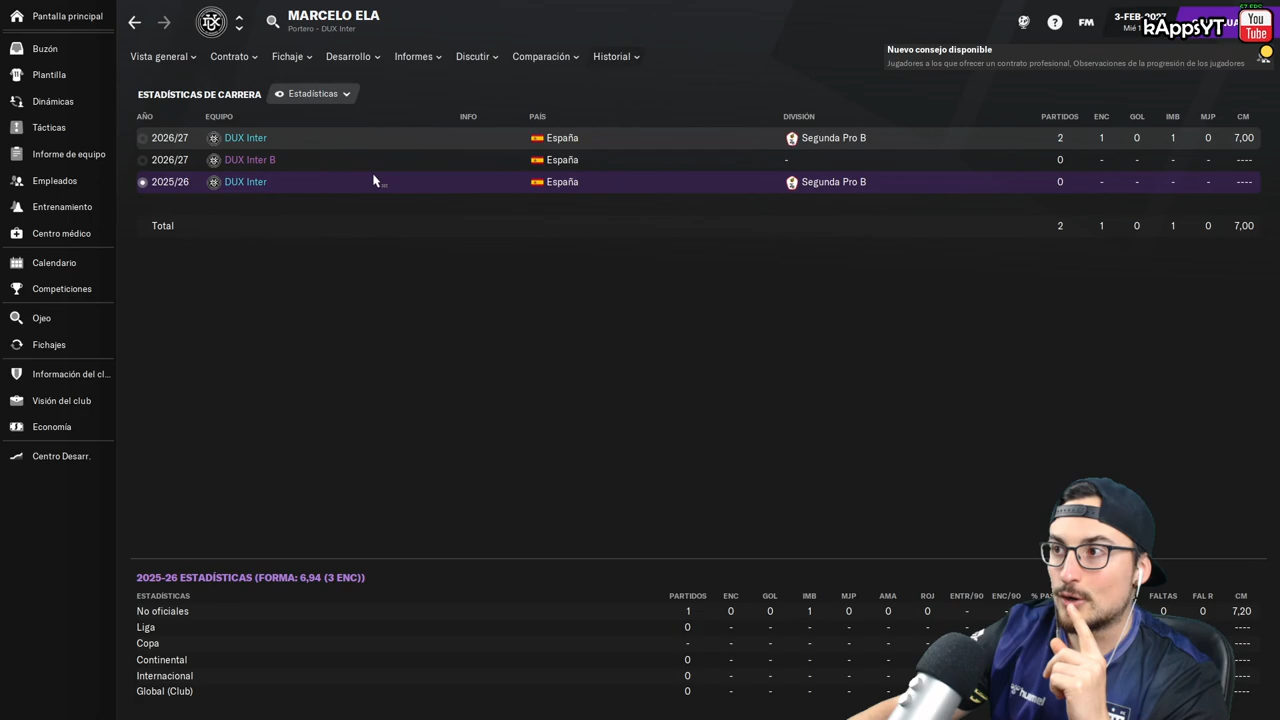 Pantalla principal
Buzón
Plantilla
Dinámicas
Tácticas
Informe de equipo
Empleados
Entrenamiento
Centro médico
Calendario
Competiciones
Ojeo
Fichajes
Información del cl...
Visión del club
Economía
Centro Desarr.
MARCELO ELA
Portero - DUX Inter
FM
3-FEB-2027
kAppsYT
You Tube
Vista general Contrato Fichaje Desarrollo Informes Discutir Comparación Historial
Nuevo consejo disponible
Jugadores a los que ofrecer un contrato profesional, Observaciones de la progresión de los jugadores
ESTADÍSTICAS DE CARRERA Estadísticas
AÑO EQUIPO INFO PAÍS DIVISIÓN PARTIDOS ENC GOL IMB MJP CM
2026/27 DUX Inter España Segunda Pro B 2 1 0 1 0 7,00
2026/27 DUX Inter B España - 0 - - - - ----
2025/26 DUX Inter España Segunda Pro B 0 - - - - ----
Total 2 1 0 1 0 7,00
2025-26 ESTADÍSTICAS (FORMA: 6,94 (3 ENC))
ESTADÍSTICAS PARTIDOS ENC GOL IMB MJP AMA ROJ ENTR/90 ENC/90 FALTAS FAL R CM
No oficiales 1 0 0 1 0 0 0 - - 0 0 7,20
Liga 0 - - - - - - - - - ----
Copa - - - - - - - - - - ----
Continental 0 - - - - - - - - - ----
Internacional 0 - - - - - - - - ----
Global (Club) 0 - - - - - - - - ----